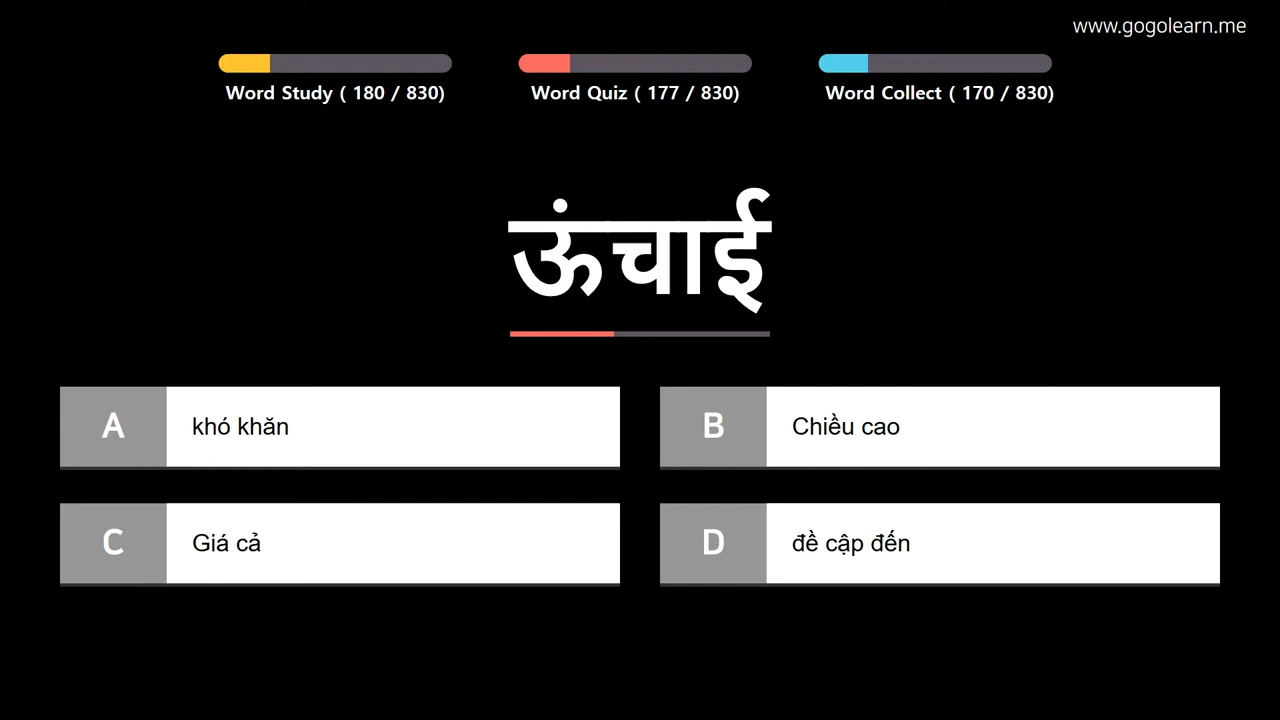 www.gogolearn.me
Word Study ( 180 / 830)
Word Quiz ( 177 / 830)
Word Collect ( 170 / 830)
ऊंचाई
A khó khăn
B Chiều cao
C Giá cả
D đề cập đến